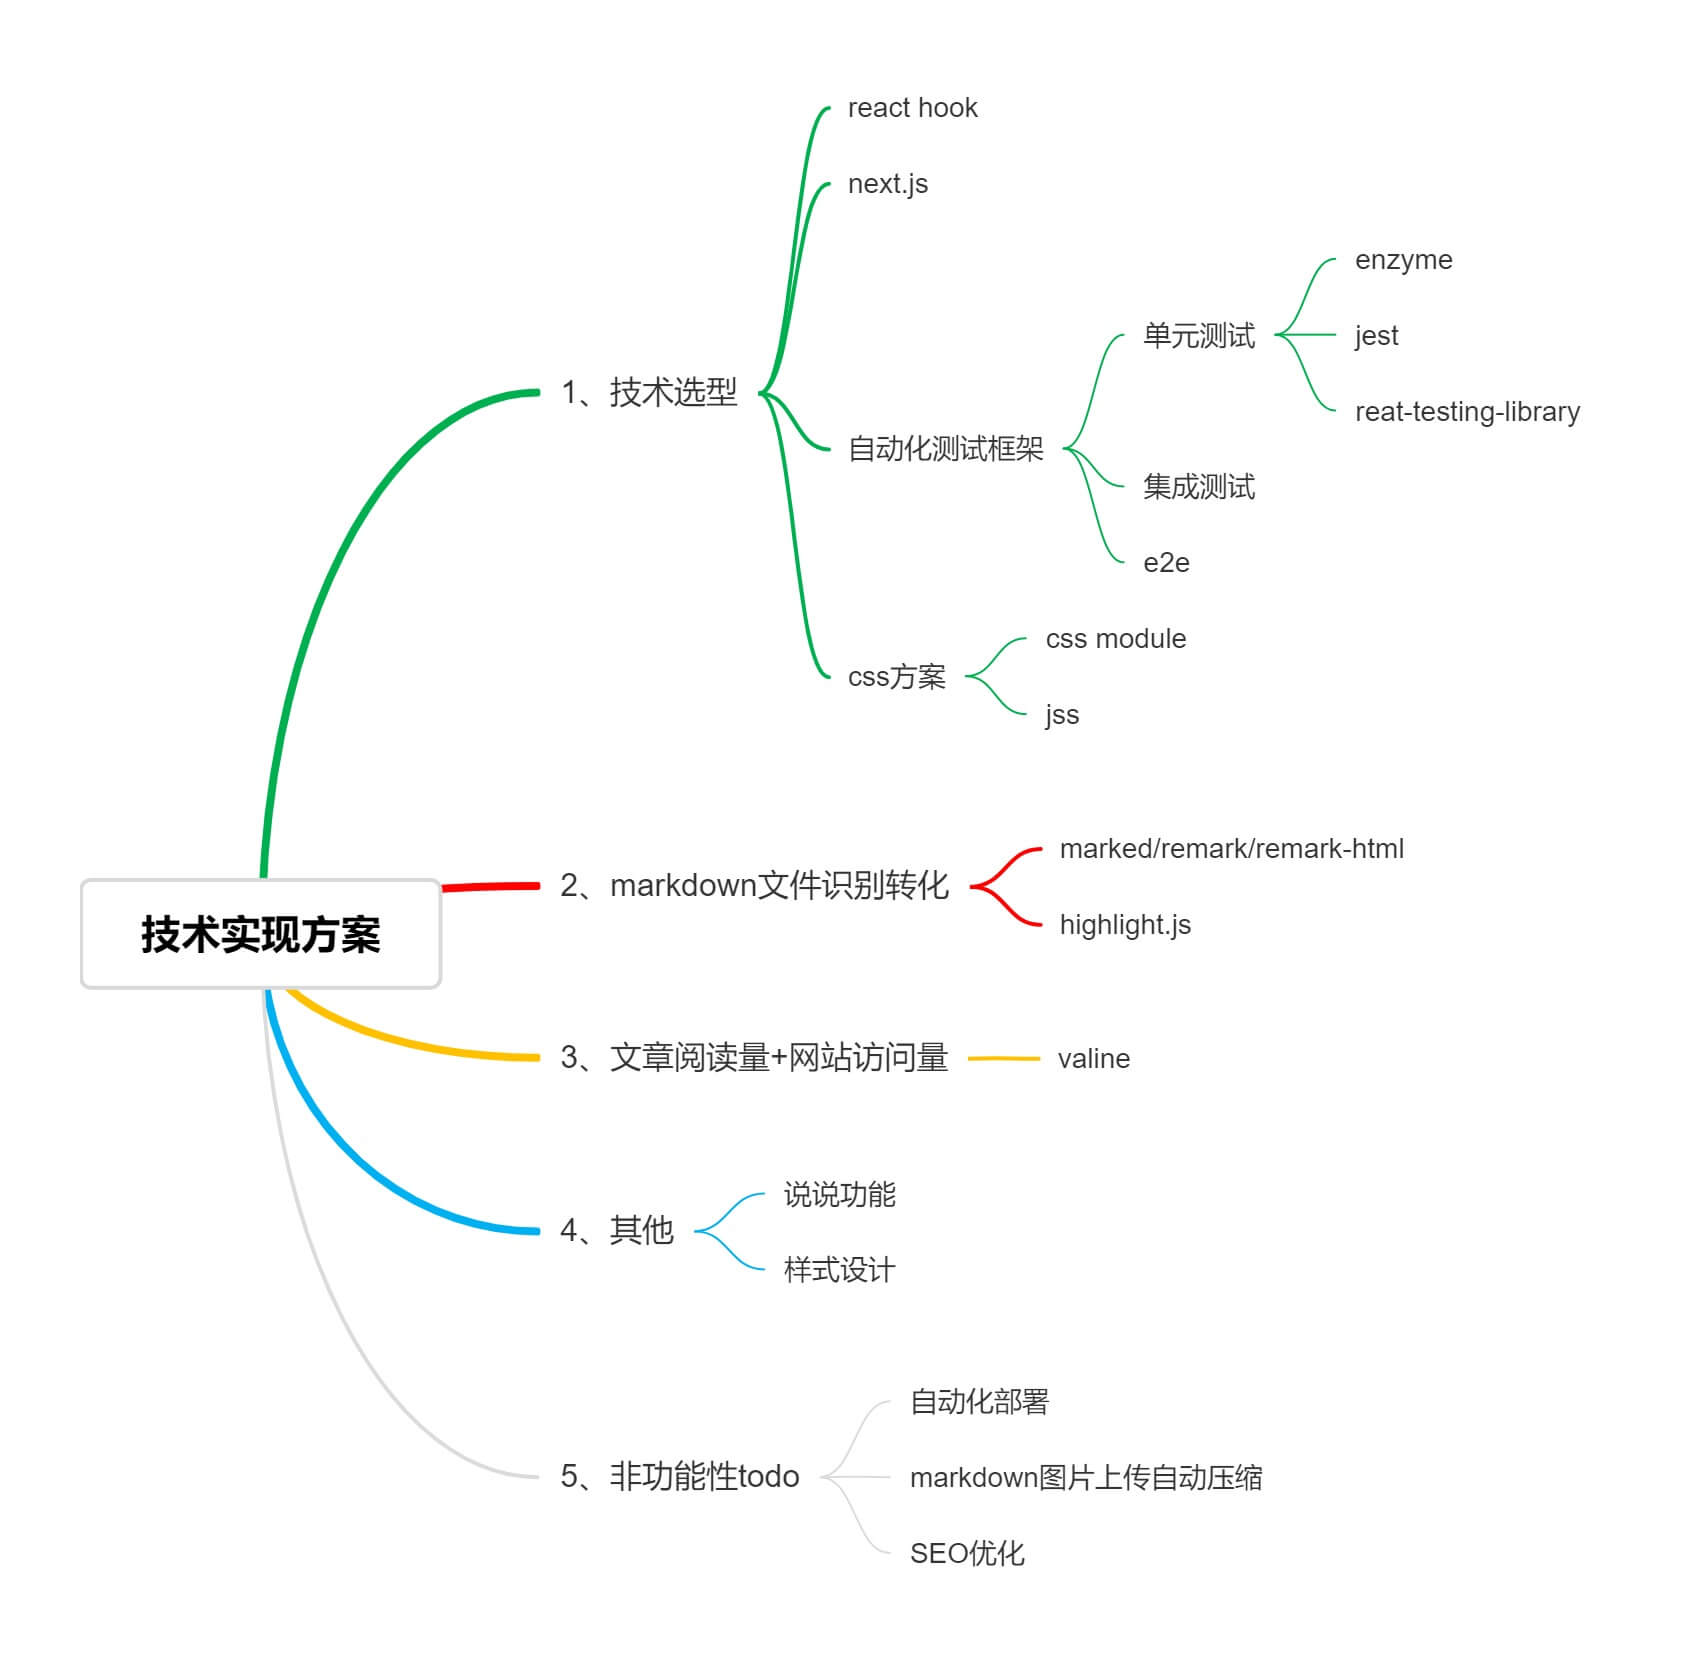 技术实现方案
1、技术选型
react hook
next.js
自动化测试框架
单元测试
enzyme
jest
reat-testing-library
集成测试
e2e
css方案
css module
jss
2、markdown文件识别转化
marked/remark/remark-html
highlight.js
3、文章阅读量+网站访问量
valine
4、其他
说说功能
样式设计
5、非功能性todo
自动化部署
markdown图片上传自动压缩
SEO优化